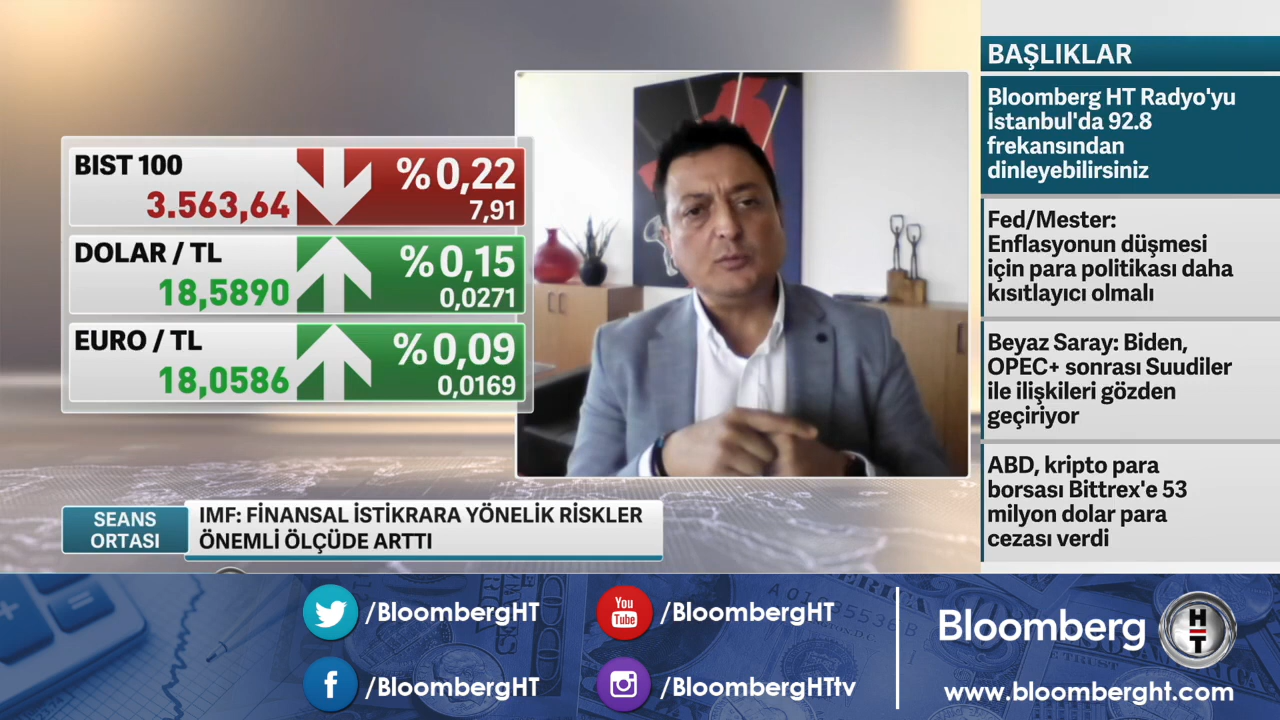 BIST 100
3.563,64
%0,22
7,91
DOLAR / TL
18,5890
%0,15
0,0271
EURO / TL
18,0586
%0,09
0,0169
SEANS
ORTASI
IMF: FİNANSAL İSTİKRARA YÖNELİK RİSKLER
ÖNEMLİ ÖLÇÜDE ARTTI
BAŞLIKLAR
Bloomberg HT Radyo'yu
İstanbul'da 92.8
frekansından
dinleyebilirsiniz
Fed/Mester:
Enflasyonun düşmesi
için para politikası daha
kısıtlayıcı olmalı
Beyaz Saray: Biden,
OPEC+ sonrası Suudiler
ile ilişkileri gözden
geçiriyor
ABD, kripto para
borsası Bittrex'e 53
milyon dolar para
cezası verdi
/BloombergHT
You
Tube
/BloombergHT
/BloombergHT
/BloombergHTtv
Bloomberg
HT
www.bloomberght.com